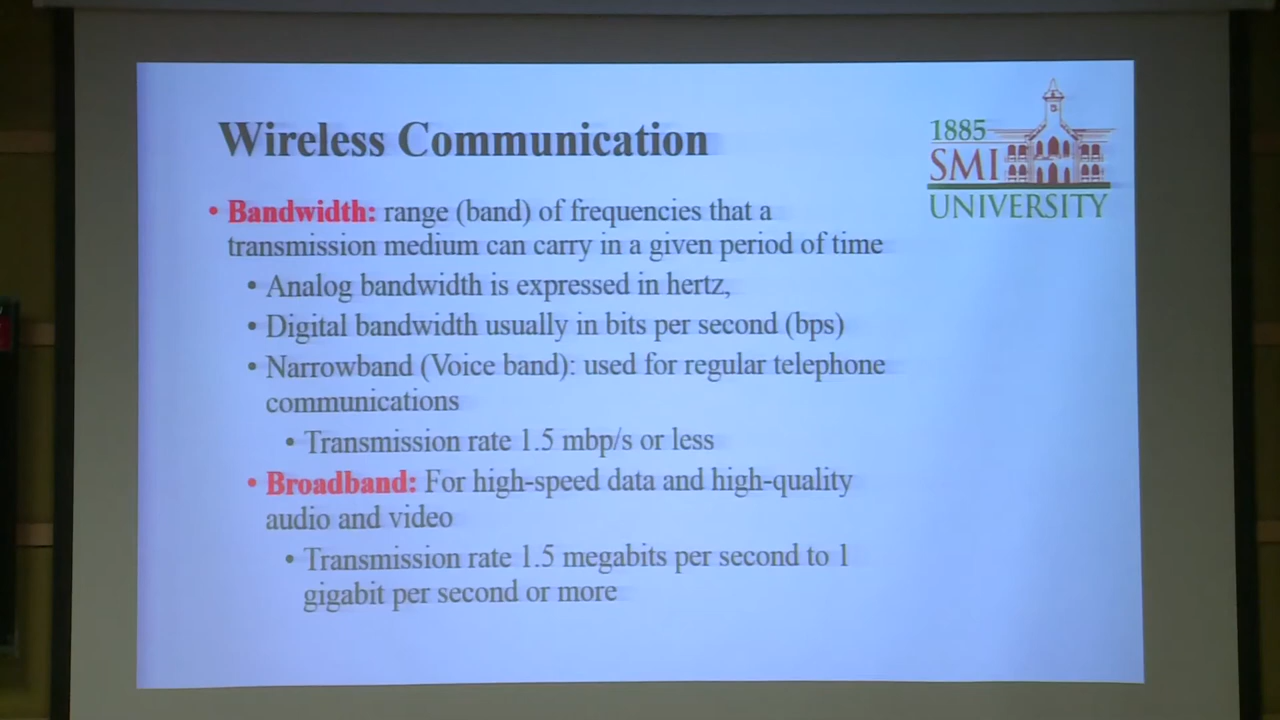 Wireless Communication
1885
SMI
UNIVERSITY
• Bandwidth: range (band) of frequencies that a
transmission medium can carry in a given period of time
• Analog bandwidth is expressed in hertz,
• Digital bandwidth usually in bits per second (bps)
• Narrowband (Voice band): used for regular telephone
communications
• Transmission rate 1.5 mbp/s or less
• Broadband: For high-speed data and high-quality
audio and video
• Transmission rate 1.5 megabits per second to 1
gigabit per second or more